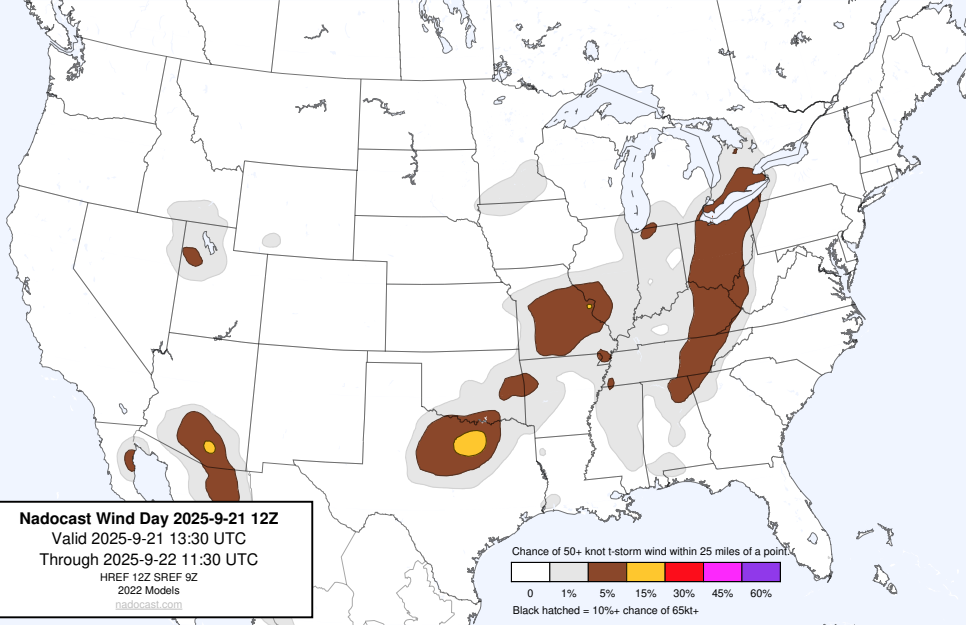 Nadocast Wind Day 2025-9-21 12Z
Valid 2025-9-21 13:30 UTC
Through 2025-9-22 11:30 UTC
HREF 12Z SREF 9Z
2022 Models
nadocast.com
Chance of 50+ knot t-storm wind within 25 miles of a point.
0 1% 5% 15% 30% 45% 60%
Black hatched = 10%+ chance of 65kt+